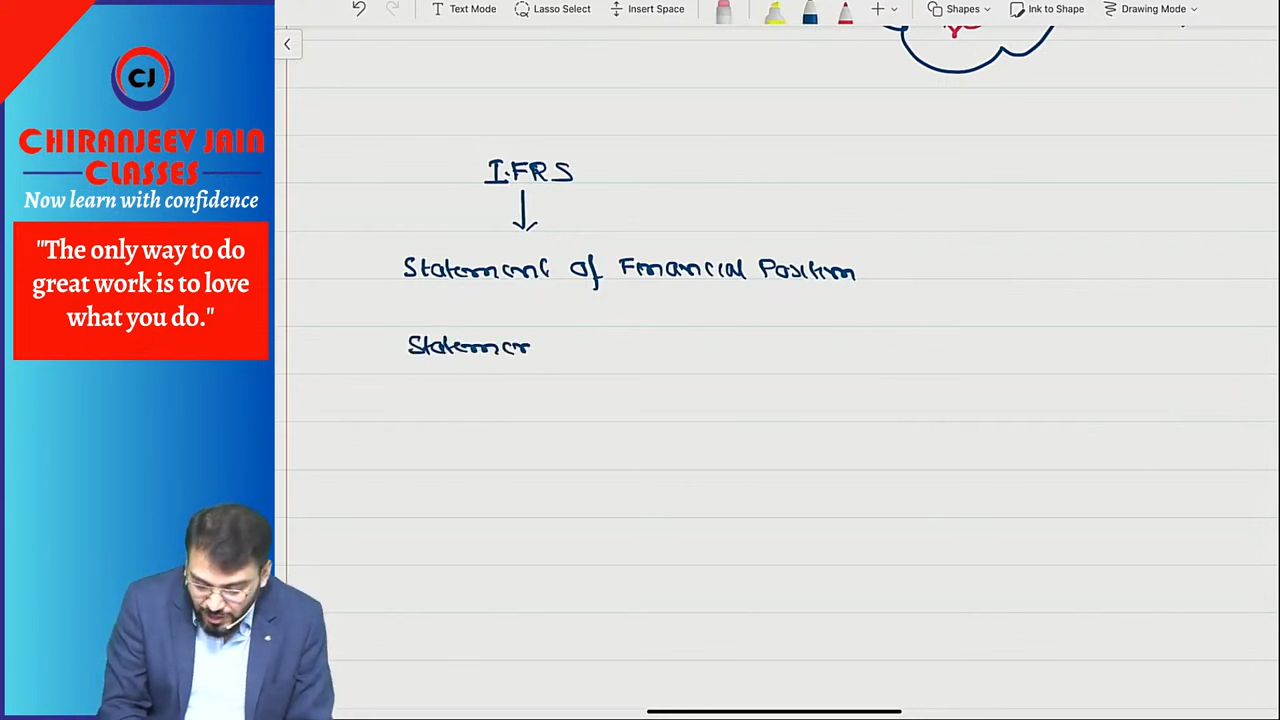 Text Mode
Lasso Select
Insert Space
Shapes
Ink to Shape
Drawing Mode
CJ
CHIRANJEEV JAIN
CLASSES
Now learn with confidence
"The only way to do
great work is to love
what you do."
I.FRS
Statement of Financial Position
Statemen